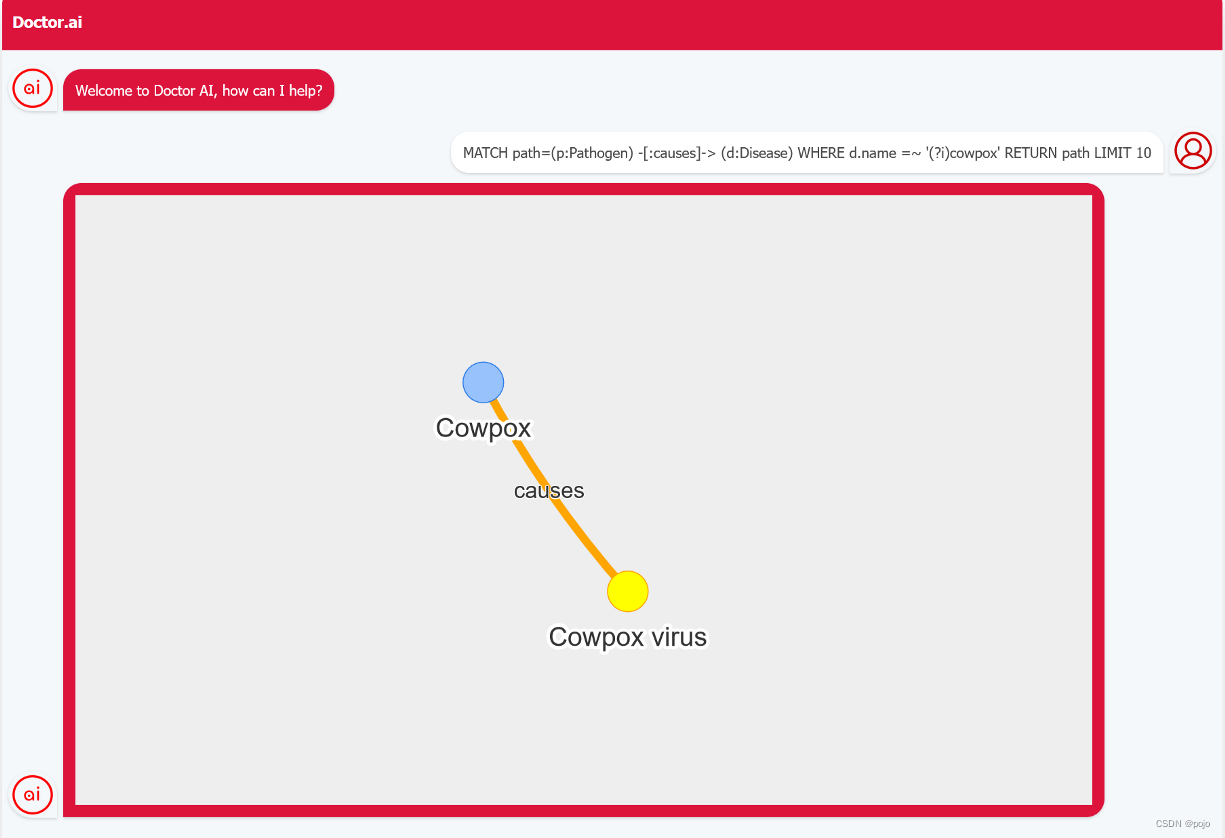 Doctor.ai
ai
Welcome to Doctor AI, how can I help?
MATCH path=(p:Pathogen) -[:causes]-> (d:Disease) WHERE d.name =~ '(?i)cowpox' RETURN path LIMIT 10
Cowpox
causes
Cowpox virus
ai
CSDN @pojo